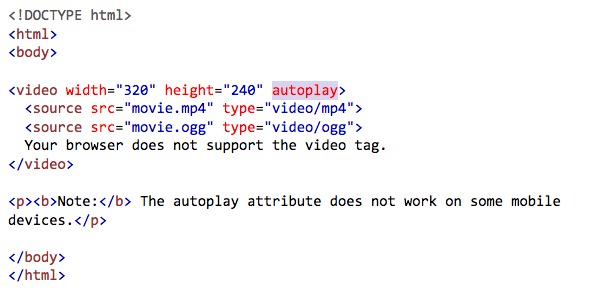 <!DOCTYPE html>
<html>
<body>
<video width="320" height="240" autoplay>
<source src="movie.mp4" type="video/mp4">
<source src="movie.ogg" type="video/ogg">
Your browser does not support the video tag.
</video>
<p><b>Note:</b> The autoplay attribute does not work on some mobile
devices.</p>
</body>
</html>